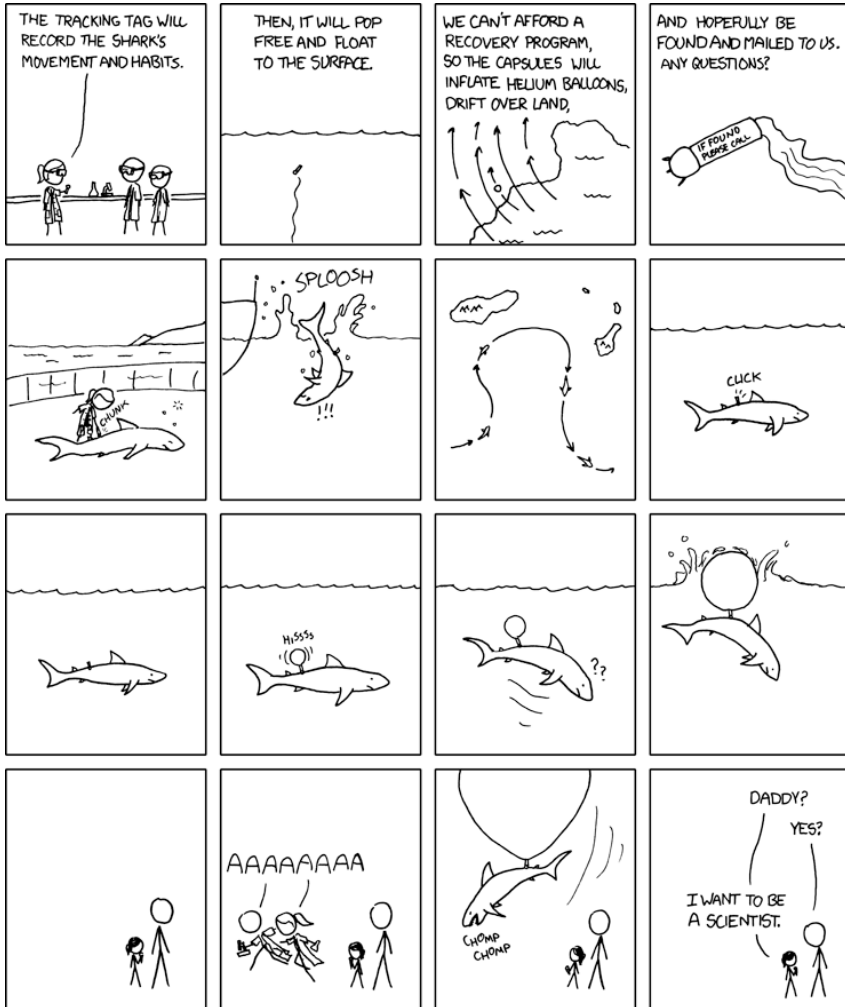 THE TRACKING TAG WILL
RECORD THE SHARK'S
MOVEMENT AND HABITS.
THEN, IT WILL POP
FREE AND FLOAT
TO THE SURFACE.
WE CAN'T AFFORD A
RECOVERY PROGRAM,
SO THE CAPSULES WILL
INFLATE HELIUM BALLOONS,
DRIFT OVER LAND,
AND HOPEFULLY BE
FOUND AND MAILED TO US.
ANY QUESTIONS?
IF FOUND
PLEASE CALL
CHUNK
SPLOOSH
!!!
CLICK
HISSSS
??
AAAAAAAA
CHOMP
CHOMP
DADDY?
YES?
I WANT TO BE
A SCIENTIST.